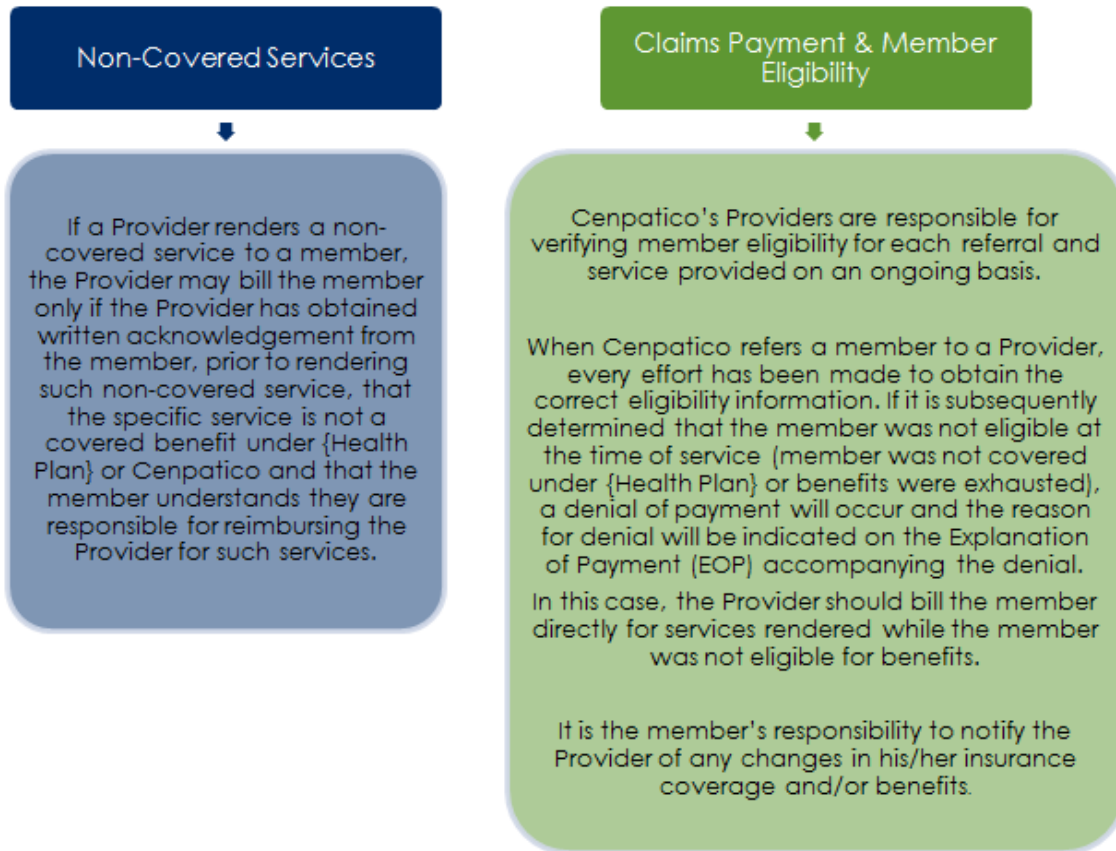 Non-Covered Services
If a Provider renders a non-
covered service to a member,
the Provider may bill the member
only if the Provider has obtained
written acknowledgement from
the member, prior to rendering
such non-covered service, that
the specific service is not a
covered benefit under {Health
Plan} or Cenpatico and that the
member understands they are
responsible for reimbursing the
Provider for such services.
Claims Payment & Member
Eligibility
Cenpatico’s Providers are responsible for
verifying member eligibility for each referral and
service provided on an ongoing basis.
When Cenpatico refers a member to a Provider,
every effort has been made to obtain the
correct eligibility information. If it is subsequently
determined that the member was not eligible at
the time of service (member was not covered
under {Health Plan} or benefits were exhausted),
a denial of payment will occur and the reason
for denial will be indicated on the Explanation
of Payment (EOP) accompanying the denial.
In this case, the Provider should bill the member
directly for services rendered while the member
was not eligible for benefits.
It is the member’s responsibility to notify the
Provider of any changes in his/her insurance
coverage and/or benefits.